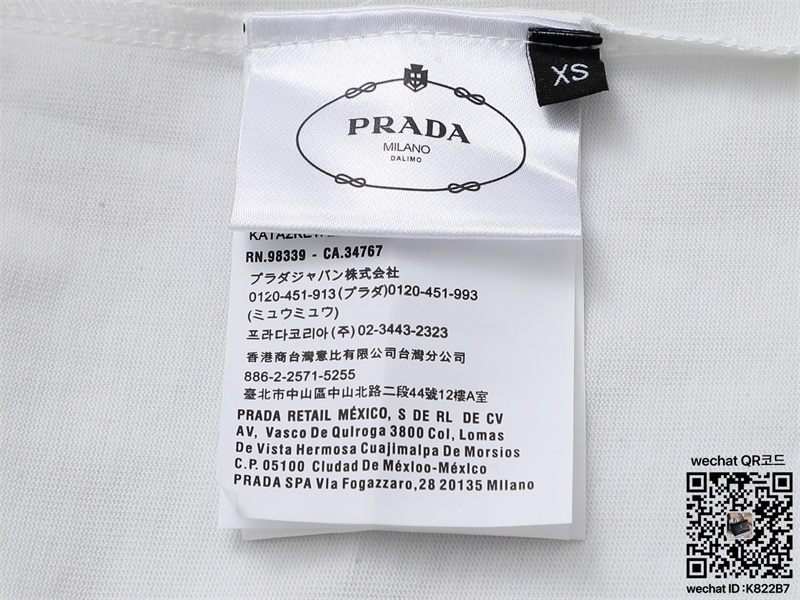 XS
PRADA
MILANO
DALIMO
RN.98339 - CA.34767
プラダジャパン株式会社
0120-451-913(プラダ)0120-451-993
(ミュウミュウ)
프라다코리아(주)02-3443-2323
香港商台灣意比有限公司台灣分公司
886-2-2571-5255
臺北市中山區中山北路二段44號12樓A室
PRADA RETAIL MÉXICO, S DE RL DE CV
AV, Vasco De Qulroga 3800 Col, Lomas
De Vista Hermosa Cuajlmalpa De Morsios
C.P. 05100 Cludad De Méxloo-México
PRADA SPA Vla Fogazzaro,28 20135 Mllano
wechat QR코드
wechat ID :K822B7